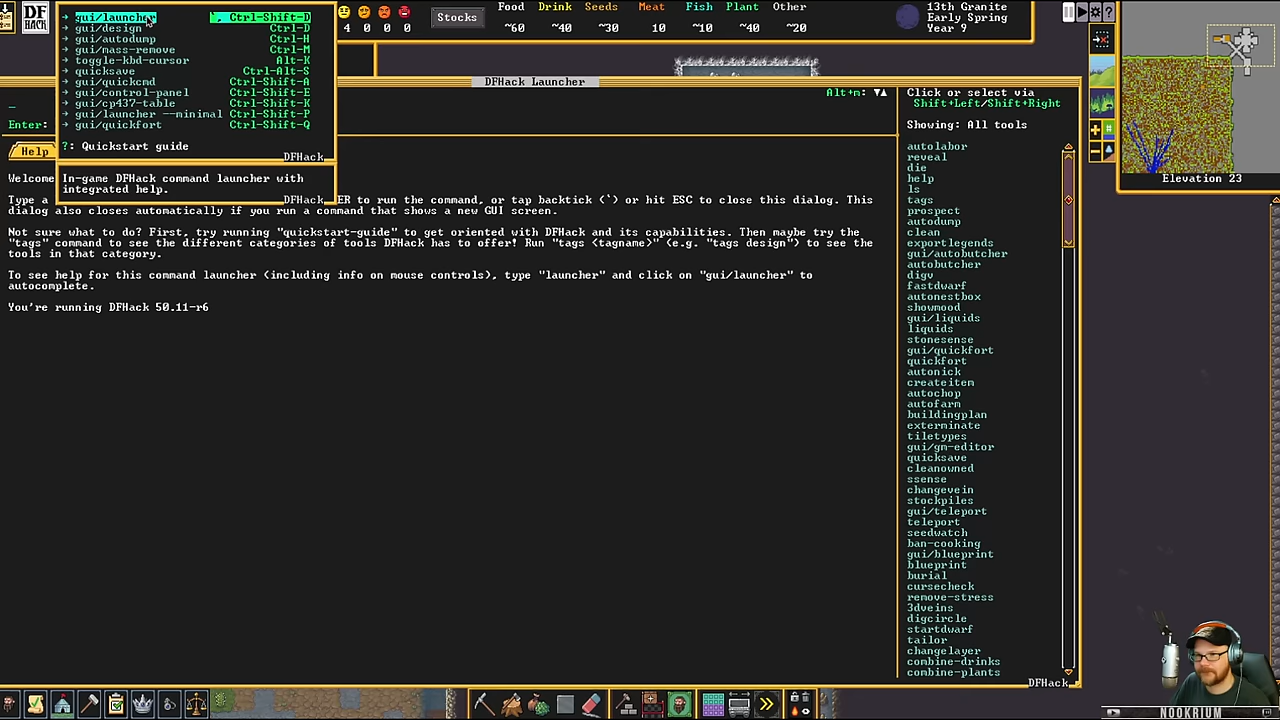 gui/launcher `, Ctrl-Shift-D
gui/design Ctrl-D
gui/autodump Ctrl-H
gui/mass-remove Ctrl-M
toggle-kbd-cursor Alt-K
quicksave Ctrl-Alt-S
gui/quickcmd Ctrl-Shift-A
gui/control-panel Ctrl-Shift-E
gui/cp437-table Ctrl-Shift-K
gui/launcher --minimal Ctrl-Shift-P
gui/quickfort Ctrl-Shift-Q
?: Quickstart guide
DFHack
In-game DFHack command launcher with
integrated help.
DFHack
DF
HACK
4 0 0 0
Stocks
Food Drink Seeds Meat Fish Plant Other
~60 ~40 ~30 10 ~10 ~40 ~20
13th Granite
Early Spring
Year 9
Elevation 23
DFHack Launcher
Alt+m:
Enter:
Help
Welcome
Type a
ER to run the command, or tap backtick (`) or hit ESC to close this dialog. This
dialog also closes automatically if you run a command that shows a new GUI screen.
Not sure what to do? First, try running "quickstart-guide" to get oriented with DFHack and its capabilities. Then maybe try the
"tags" command to see the different categories of tools DFHack has to offer! Run "tags <tagname>" (e.g. "tags design") to see the
tools in that category.
To see help for this command launcher (including info on mouse controls), type "launcher" and click on "gui/launcher" to
autocomplete.
You're running DFHack 50.11-r6
Click or select via
Shift+Left/Shift+Right
Showing: All tools
autolabor
reveal
die
help
ls
tags
prospect
autodump
clean
exportlegends
gui/autobutcher
autobutcher
digv
fastdwarf
autonestbox
showmood
gui/liquids
liquids
stonesense
gui/quickfort
quickfort
autonick
createitem
autochop
autofarm
buildingplan
exterminate
tiletypes
gui/gm-editor
quicksave
cleanowned
ssense
changevein
stockpiles
gui/teleport
teleport
seedwatch
ban-cooking
gui/blueprint
blueprint
burial
cursecheck
remove-stress
3dveins
digcircle
startdwarf
tailor
changelayer
combine-drinks
combine-plants
DFHack
NOOKRIUM